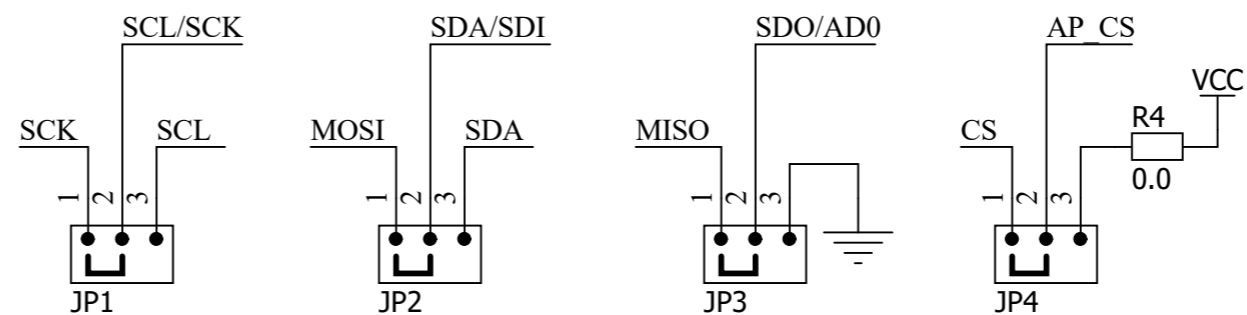 SCL/SCK SDA/SDI SDO/AD0 AP_CS
VCC
R4
SCK SCL MOSI SDA MISO CS
0.0
1 2 3 1 2 3 1 2 3 1 2 3
JP1 JP2 JP3 JP4